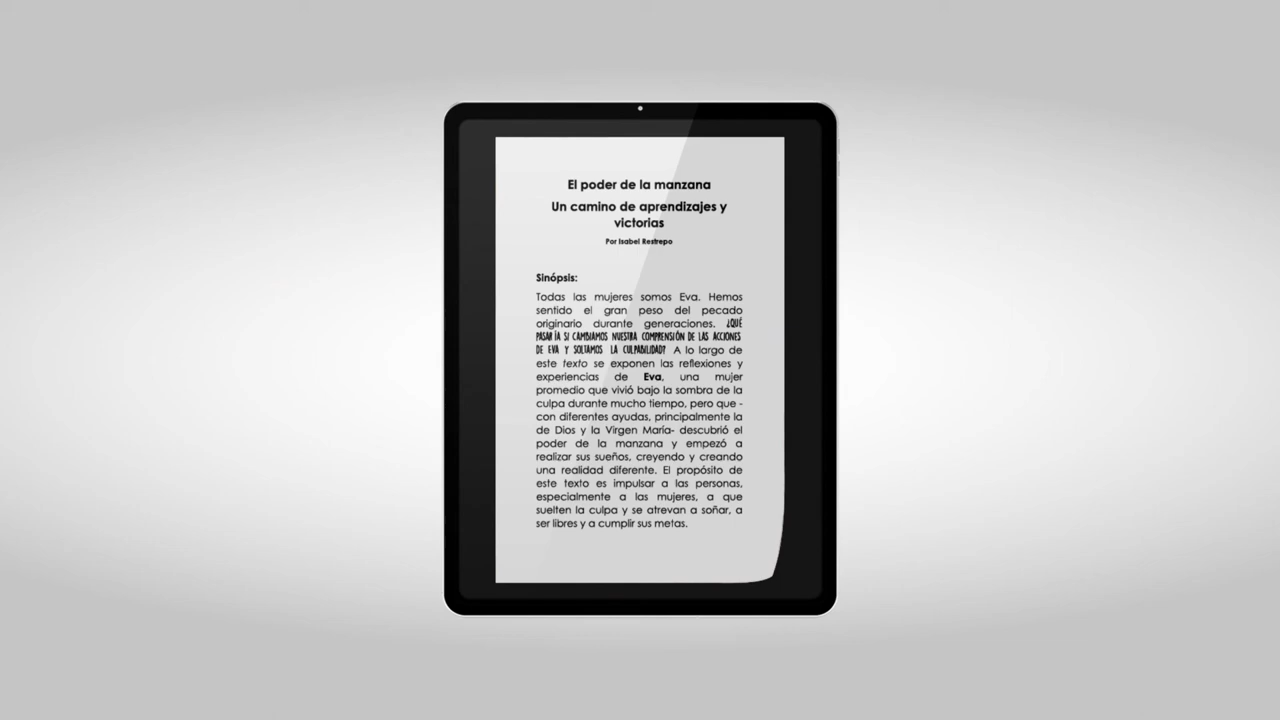 El poder de la manzana
Un camino de aprendizajes y
victorias
Por Isabel Restrepo
Sinópsis:
Todas las mujeres somos Eva. Hemos
sentido el gran peso del pecado
originario durante generaciones. ¿QUÉ
PASARÍA SI CAMBIAMOS NUESTRA COMPRENSIÓN DE LAS ACCIONES
DE EVA Y SOLTAMOS LA CULPABILIDAD? A lo largo de
este texto se exponen las reflexiones y
experiencias de Eva, una mujer
promedio que vivió bajo la sombra de la
culpa durante mucho tiempo, pero que -
con diferentes ayudas, principalmente la
de Dios y la Virgen María- descubrió el
poder de la manzana y empezó a
realizar sus sueños, creyendo y creando
una realidad diferente. El propósito de
este texto es impulsar a las personas,
especialmente a las mujeres, a que
suelten la culpa y se atrevan a soñar, a
ser libres y a cumplir sus metas.